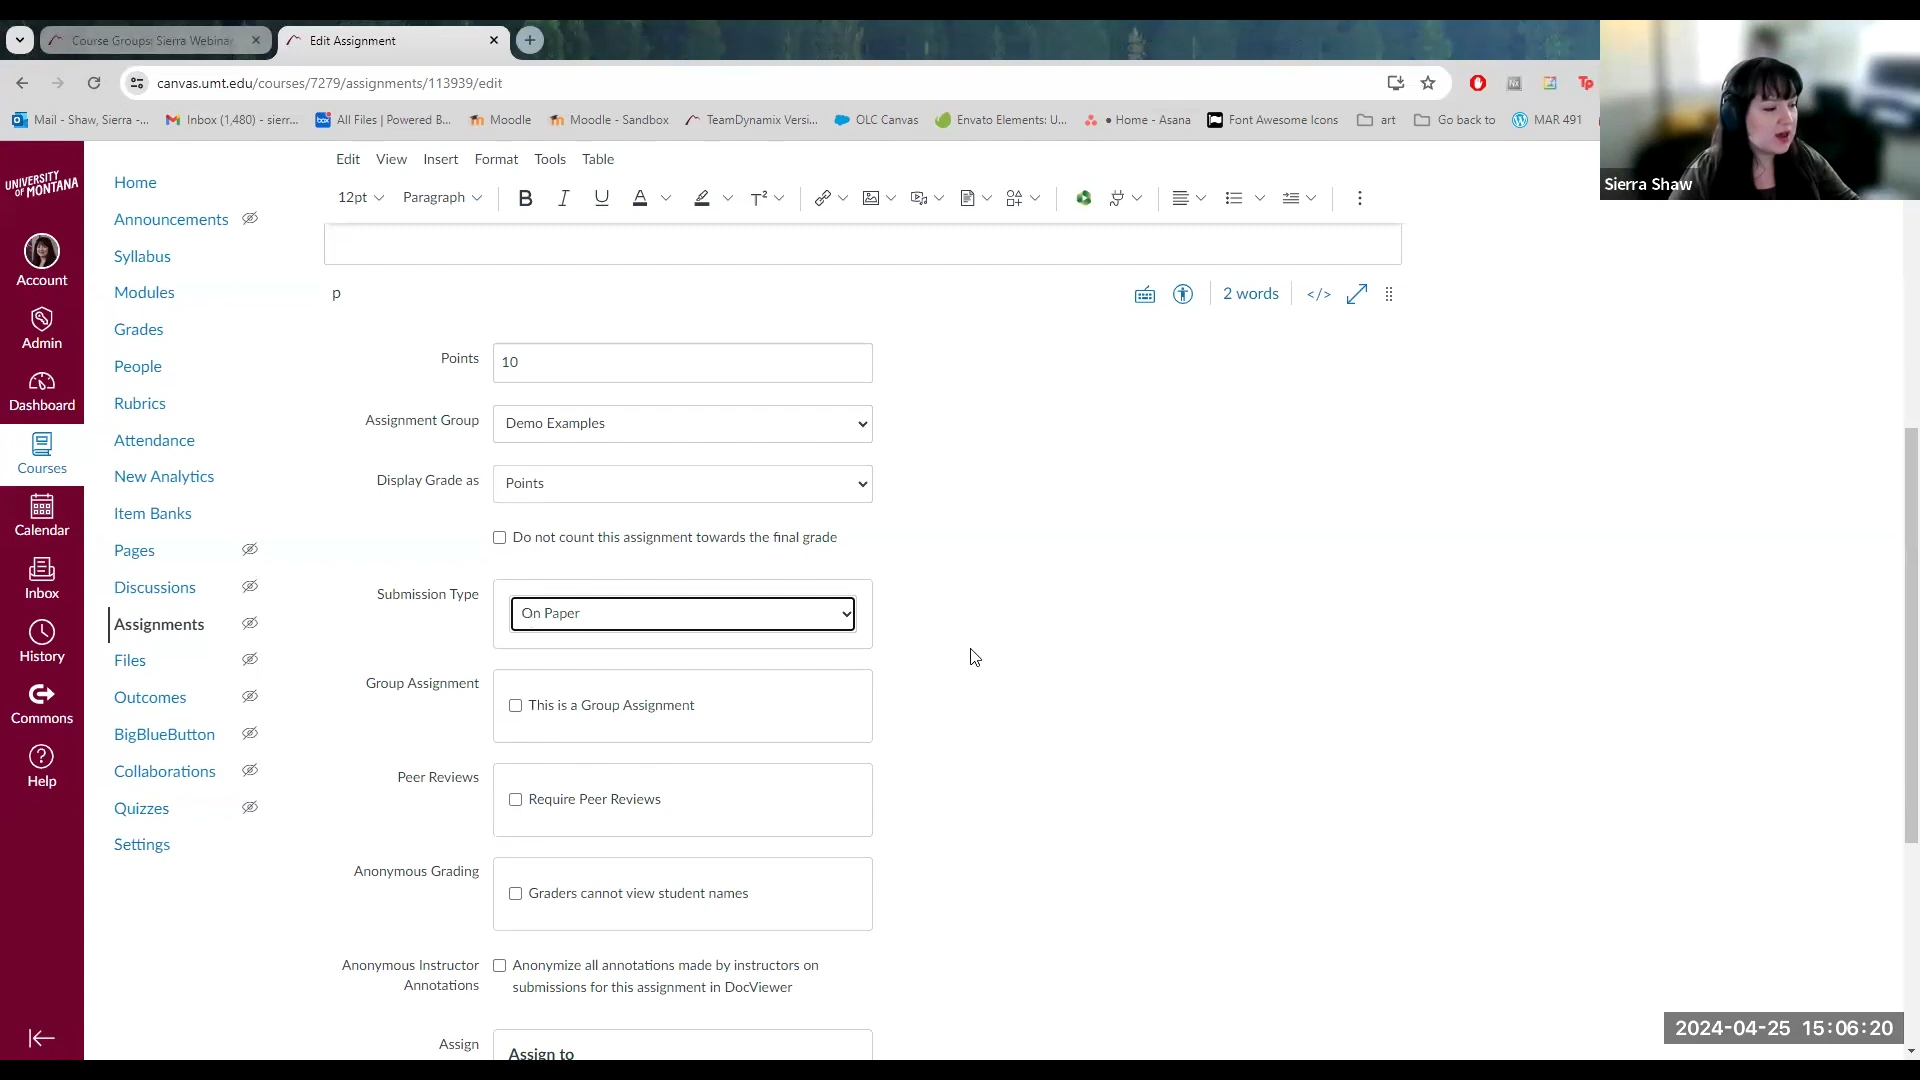 Course Groups: Sierra Webinar
Edit Assignment
canvas.umt.edu/courses/7279/assignments/113939/edit
Mail - Shaw, Sierra -...
Inbox (1,480) - sierr...
box
All Files | Powered B...
Moodle
Moodle - Sandbox
TeamDynamix Versi...
OLC Canvas
Envato Elements: U...
• Home - Asana
Font Awesome Icons
art
Go back to
MAR 491
Tp
Sierra Shaw
UNIVERSITY
OF MONTANA
Account
Admin
Dashboard
Courses
Calendar
Inbox
History
Commons
Help
Home
Announcements
Syllabus
Modules
Grades
People
Rubrics
Attendance
New Analytics
Item Banks
Pages
Discussions
Assignments
Files
Outcomes
BigBlueButton
Collaborations
Quizzes
Settings
Edit View Insert Format Tools Table
12pt Paragraph B I U A T²
p
2 words </>
Points 10
Assignment Group Demo Examples
Display Grade as Points
Do not count this assignment towards the final grade
Submission Type On Paper
Group Assignment This is a Group Assignment
Peer Reviews Require Peer Reviews
Anonymous Grading Graders cannot view student names
Anonymous Instructor Annotations
Anonymize all annotations made by instructors on
submissions for this assignment in DocViewer
Assign Assign to
2024-04-25 15:06:20